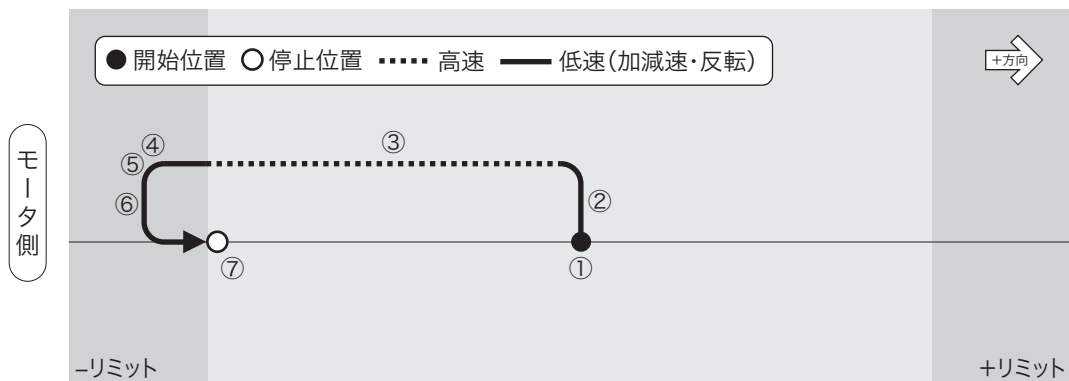 ●開始位置 ○停止位置 ••••• 高速 ━━ 低速(加減速･反転)
+方向
モータ側
④
③
⑤
⑥
②
⑦
①
−リミット
+リミット